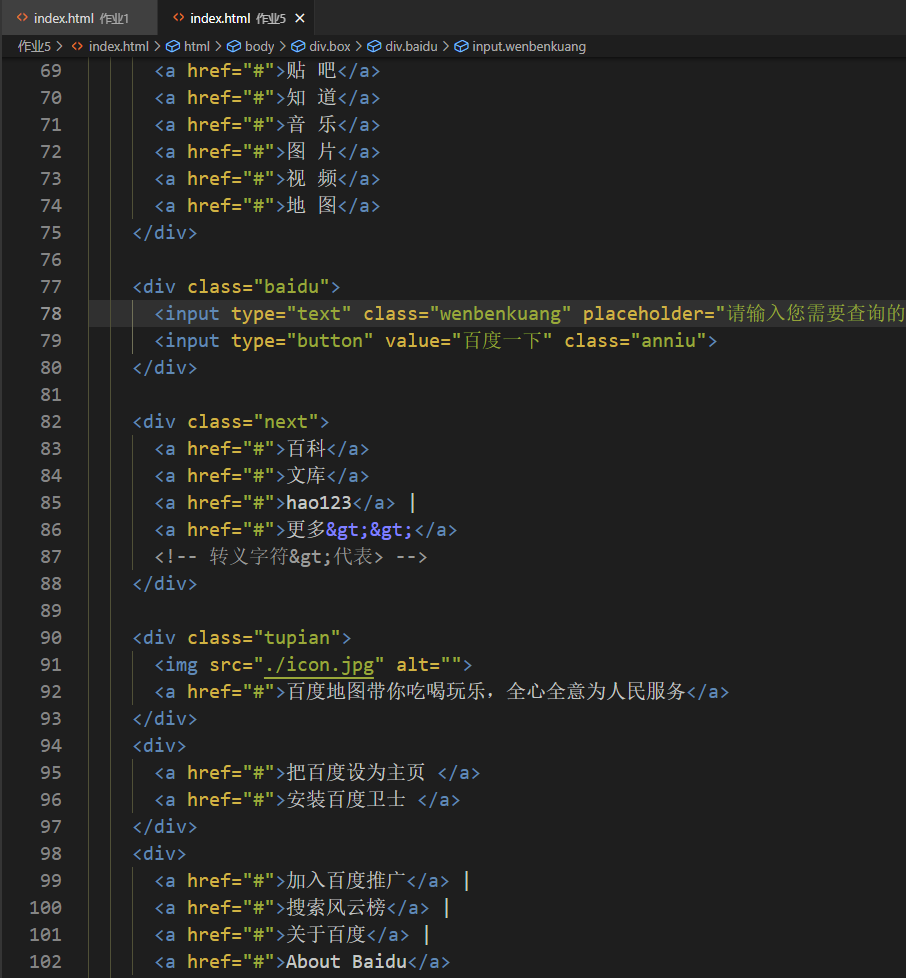 index.html 作业1 index.html 作业5 ×
作业5 > index.html > html > body > div.box > div.baidu > input.wenbenkuang
69 <a href="#">贴 吧</a>
70 <a href="#">知 道</a>
71 <a href="#">音 乐</a>
72 <a href="#">图 片</a>
73 <a href="#">视 频</a>
74 <a href="#">地 图</a>
75 </div>
76
77 <div class="baidu">
78 <input type="text" class="wenbenkuang" placeholder="请输入您需要查询的
79 <input type="button" value="百度一下" class="anniu">
80 </div>
81
82 <div class="next">
83 <a href="#">百科</a>
84 <a href="#">文库</a>
85 <a href="#">hao123</a> |
86 <a href="#">更多&gt;&gt;</a>
87 <!-- 转义字符&gt;代表> -->
88 </div>
89
90 <div class="tupian">
91 <img src="./icon.jpg" alt="">
92 <a href="#">百度地图带你吃喝玩乐，全心全意为人民服务</a>
93 </div>
94 <div>
95 <a href="#">把百度设为主页 </a>
96 <a href="#">安装百度卫士 </a>
97 </div>
98 <div>
99 <a href="#">加入百度推广</a> |
100 <a href="#">搜索风云榜</a> |
101 <a href="#">关于百度</a> |
102 <a href="#">About Baidu</a>